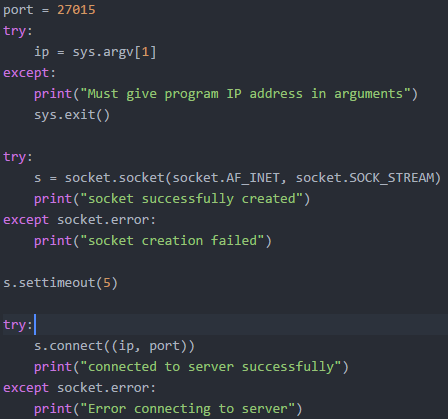 port = 27015
try:
    ip = sys.argv[1]
except:
    print("Must give program IP address in arguments")
    sys.exit()

try:
    s = socket.socket(socket.AF_INET, socket.SOCK_STREAM)
    print("socket successfully created")
except socket.error:
    print("socket creation failed")

s.settimeout(5)

try:
    s.connect((ip, port))
    print("connected to server successfully")
except socket.error:
    print("Error connecting to server")